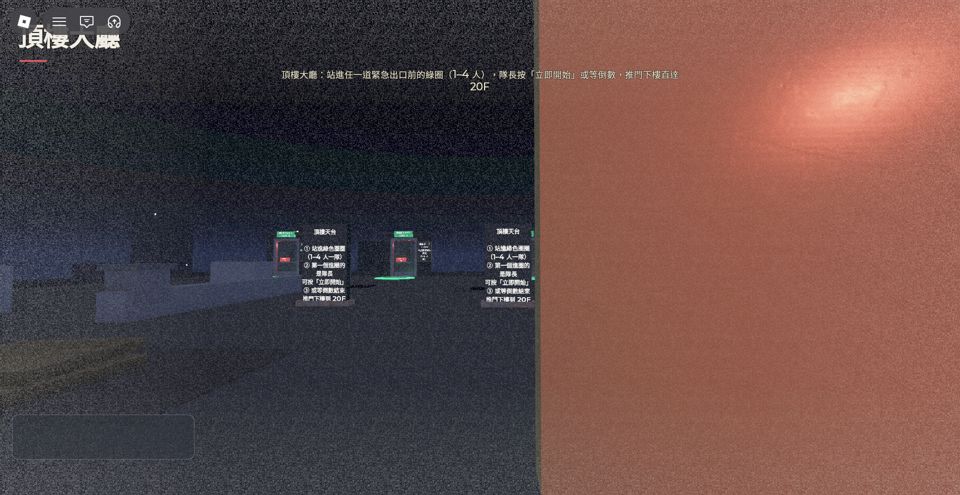 頂樓大廳
頂樓大廳：站進任一道緊急出口前的綠圈（1–4 人），隊長按「立即開始」或等倒數，推門下樓直達
20F
頂樓天台
① 站進綠色圈圈
（1–4 人一隊）
② 第一個進圈的
是隊長
可按「立即開始」
③ 或等倒數結束
推門下樓到 20F
頂樓天台
① 站進綠色圈圈
（1–4 人一隊）
② 第一個進圈的
是隊長
可按「立即開始」
③ 或等倒數結束
推門下樓到 20F